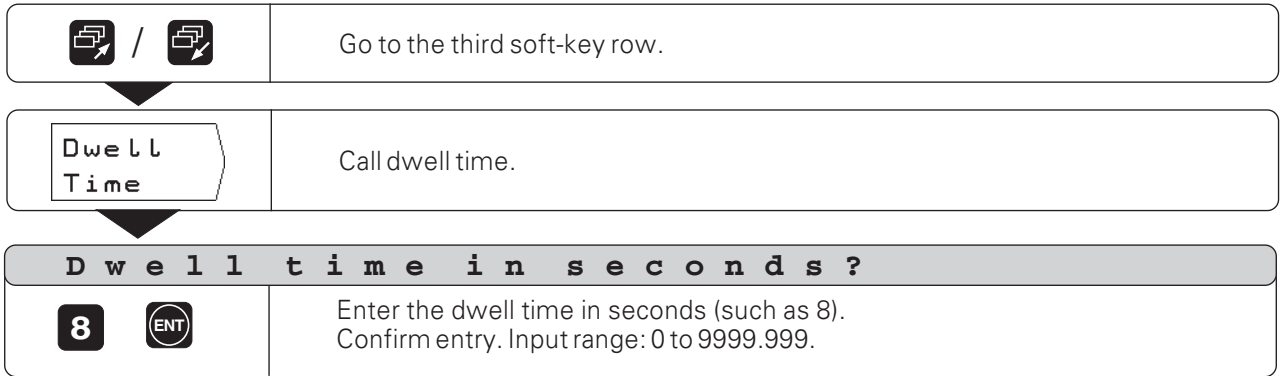 /
Go to the third soft-key row.
Dwell
Time
Call dwell time.
Dwell time in seconds?
8 ENT
Enter the dwell time in seconds (such as 8).
Confirm entry. Input range: 0 to 9999.999.